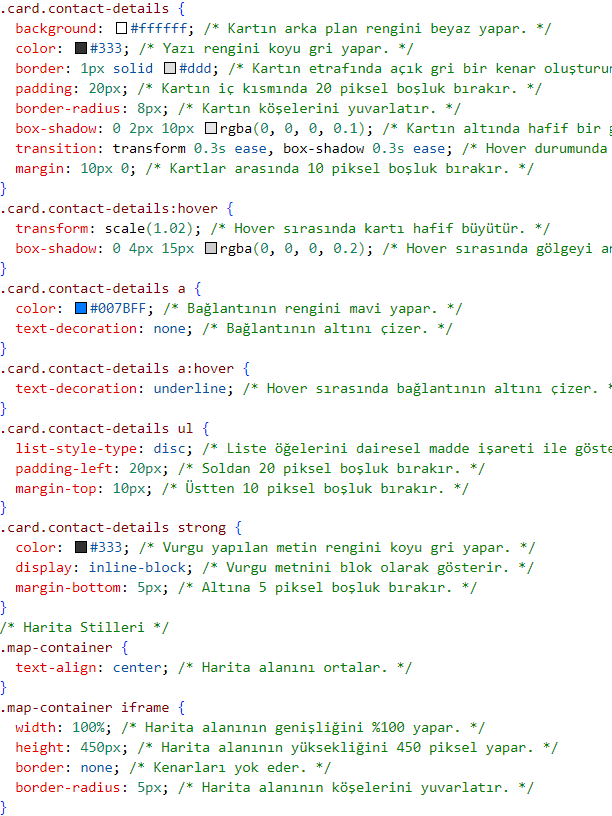 .card.contact-details {
  background: #ffffff; /* Kartın arka plan rengini beyaz yapar. */
  color: #333; /* Yazı rengini koyu gri yapar. */
  border: 1px solid #ddd; /* Kartın etrafında açık gri bir kenar oluşturur
  padding: 20px; /* Kartın iç kısmında 20 piksel boşluk bırakır. */
  border-radius: 8px; /* Kartın köşelerini yuvarlatır. */
  box-shadow: 0 2px 10px rgba(0, 0, 0, 0.1); /* Kartın altında hafif bir
  transition: transform 0.3s ease, box-shadow 0.3s ease; /* Hover durumunda
  margin: 10px 0; /* Kartlar arasında 10 piksel boşluk bırakır. */
}
.card.contact-details:hover {
  transform: scale(1.02); /* Hover sırasında kartı hafif büyütür. */
  box-shadow: 0 4px 15px rgba(0, 0, 0, 0.2); /* Hover sırasında gölgeyi
}
.card.contact-details a {
  color: #007BFF; /* Bağlantının rengini mavi yapar. */
  text-decoration: none; /* Bağlantının altını çizer. */
}
.card.contact-details a:hover {
  text-decoration: underline; /* Hover sırasında bağlantının altını çizer. *
}
.card.contact-details ul {
  list-style-type: disc; /* Liste öğelerini dairesel madde işareti ile göste
  padding-left: 20px; /* Soldan 20 piksel boşluk bırakır. */
  margin-top: 10px; /* Üstten 10 piksel boşluk bırakır. */
}
.card.contact-details strong {
  color: #333; /* Vurgu yapılan metin rengini koyu gri yapar. */
  display: inline-block; /* Vurgu metnini blok olarak gösterir. */
  margin-bottom: 5px; /* Altına 5 piksel boşluk bırakır. */
}
/* Harita Stilleri */
.map-container {
  text-align: center; /* Harita alanını ortalar. */
}
.map-container iframe {
  width: 100%; /* Harita alanının genişliğini %100 yapar. */
  height: 450px; /* Harita alanının yüksekliğini 450 piksel yapar. */
  border: none; /* Kenarları yok eder. */
  border-radius: 5px; /* Harita alanının köşelerini yuvarlatır. */
}